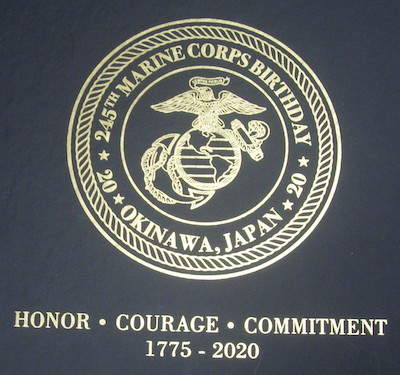 245TH MARINE CORPS BIRTHDAY
★ 20 ★ OKINAWA, JAPAN ★ 20 ★
HONOR • COURAGE • COMMITMENT
1775 - 2020